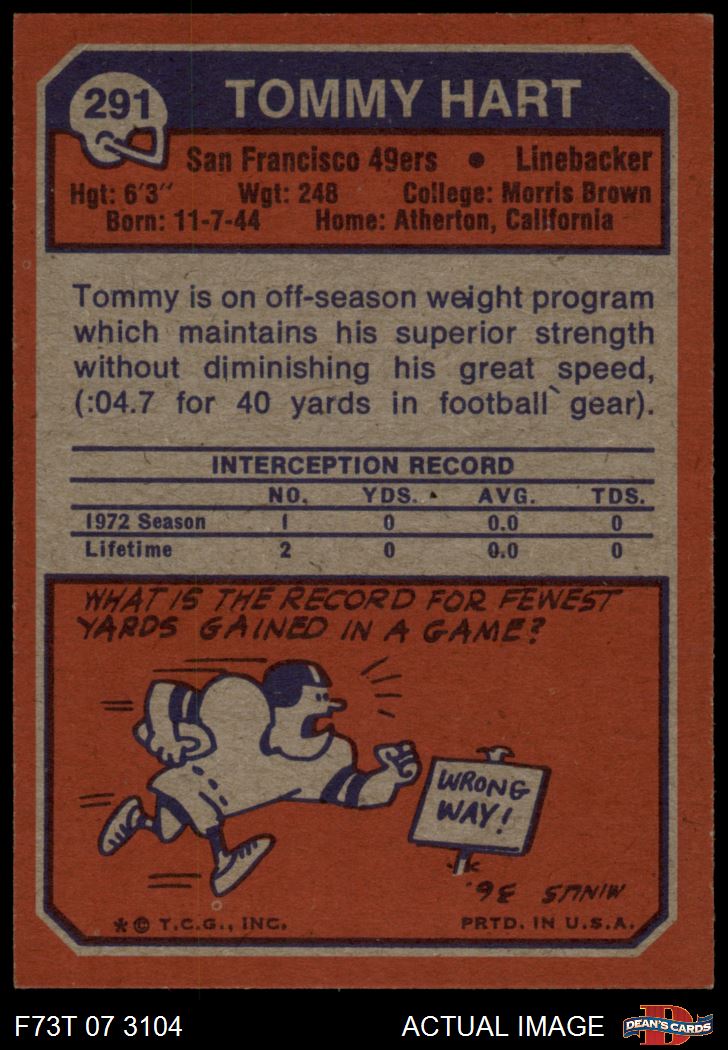 291
TOMMY HART
San Francisco 49ers • Linebacker
Hgt: 6'3" Wgt: 248 College: Morris Brown
Born: 11-7-44 Home: Atherton, California
Tommy is on off-season weight program
which maintains his superior strength
without diminishing his great speed,
(:04.7 for 40 yards in football gear).
INTERCEPTION RECORD
NO. YDS. AVG. TDS.
1972 Season 1 0 0.0 0
Lifetime 2 0 0.0 0
WHAT IS THE RECORD FOR FEWEST
YARDS GAINED IN A GAME?
WRONG
WAY!
MINUS 36.
*© T.C.G., INC. PRTD. IN U.S.A.
F73T 07 3104 ACTUAL IMAGE
D
DEAN'S CARDS